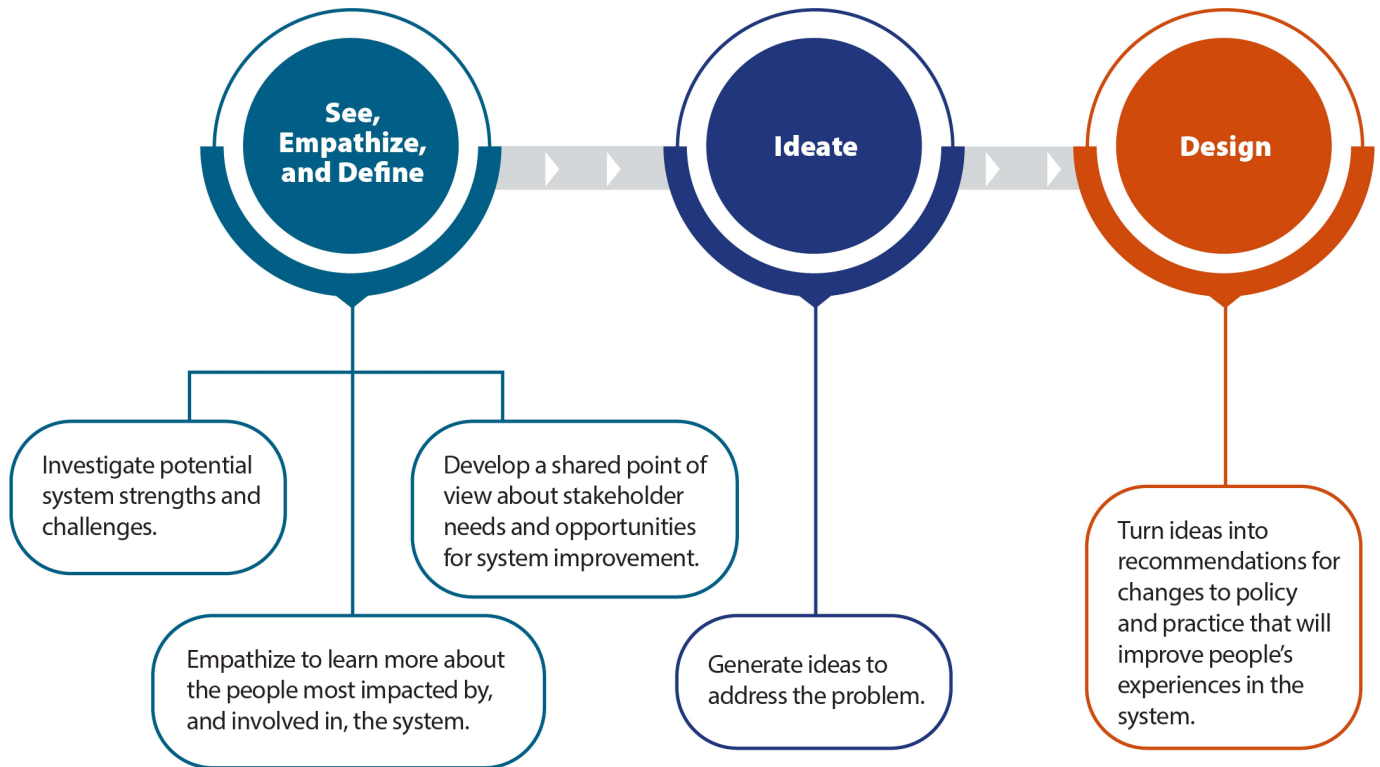 See,
Empathize,
and Define
Ideate
Design
Investigate potential
system strengths and
challenges.
Develop a shared point of
view about stakeholder
needs and opportunities
for system improvement.
Empathize to learn more about
the people most impacted by,
and involved in, the system.
Generate ideas to
address the problem.
Turn ideas into
recommendations for
changes to policy
and practice that will
improve people’s
experiences in the
system.